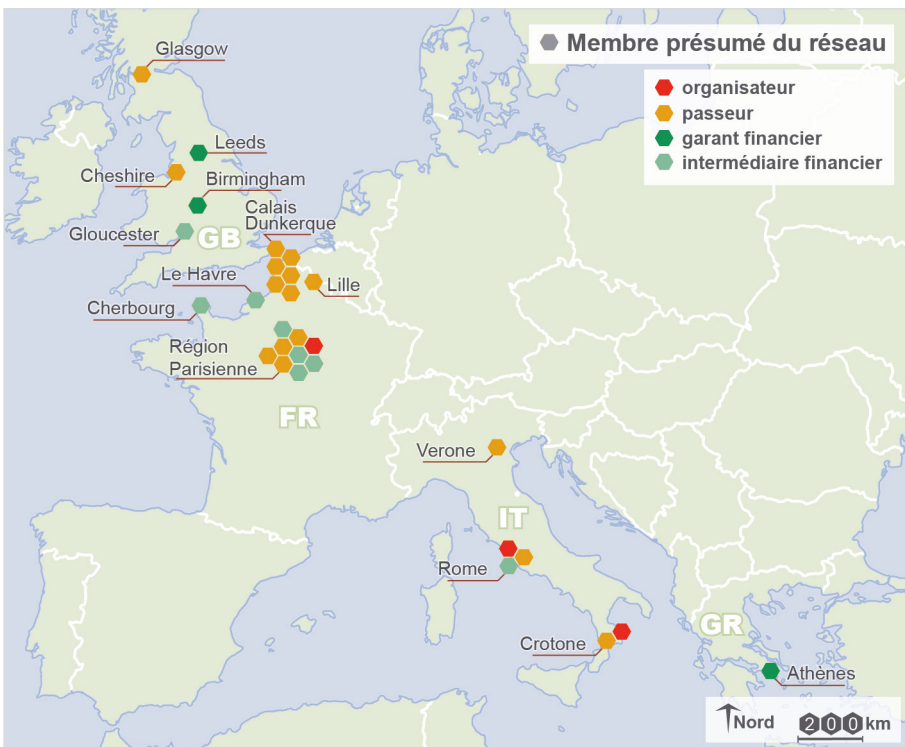 Glasgow
Membre présumé du réseau
organisateur
passeur
garant financier
intermédiaire financier
Leeds
Cheshire
Birmingham
Calais
Dunkerque
Gloucester
GB
Le Havre
Lille
Cherbourg
Région
Parisienne
FR
Verone
IT
Rome
GR
Crotone
Athènes
Nord
200 km